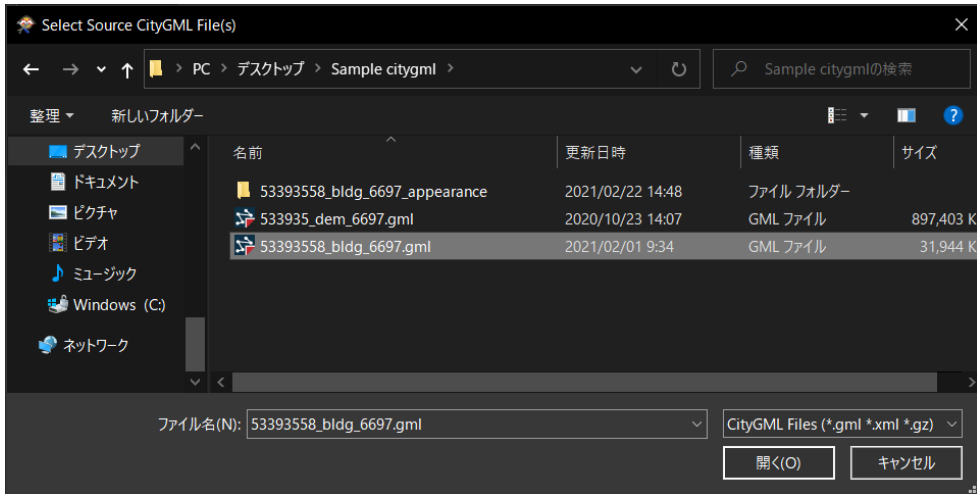 Select Source CityGML File(s)
PC > デスクトップ > Sample citygml >
Sample citygmlの検索
整理 新しいフォルダー
?
名前 更新日時 種類 サイズ
デスクトップ
ドキュメント
ピクチャ
ビデオ
ミュージック
Windows (C:)
ネットワーク
53393558_bldg_6697_appearance 2021/02/22 14:48 ファイル フォルダー
533935_dem_6697.gml 2020/10/23 14:07 GML ファイル 897,403 K
53393558_bldg_6697.gml 2021/02/01 9:34 GML ファイル 31,944 K
ファイル名(N): 53393558_bldg_6697.gml CityGML Files (*.gml *.xml *.gz)
開く(O) キャンセル